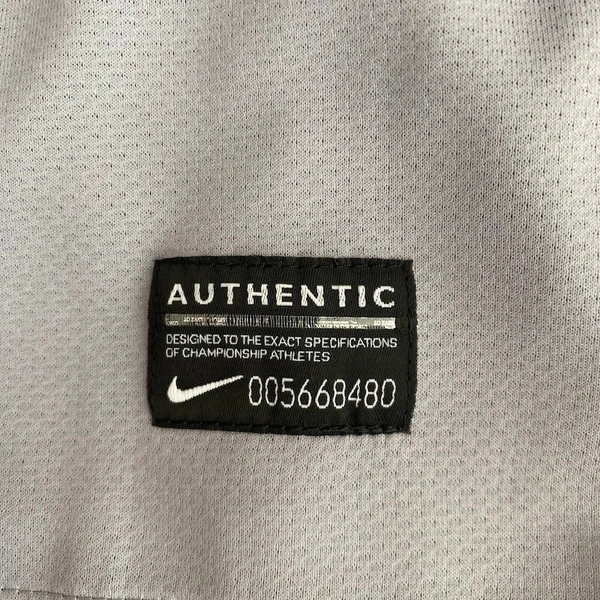 AUTHENTIC
DESIGNED TO THE EXACT SPECIFICATIONS
OF CHAMPIONSHIP ATHLETES
005668480